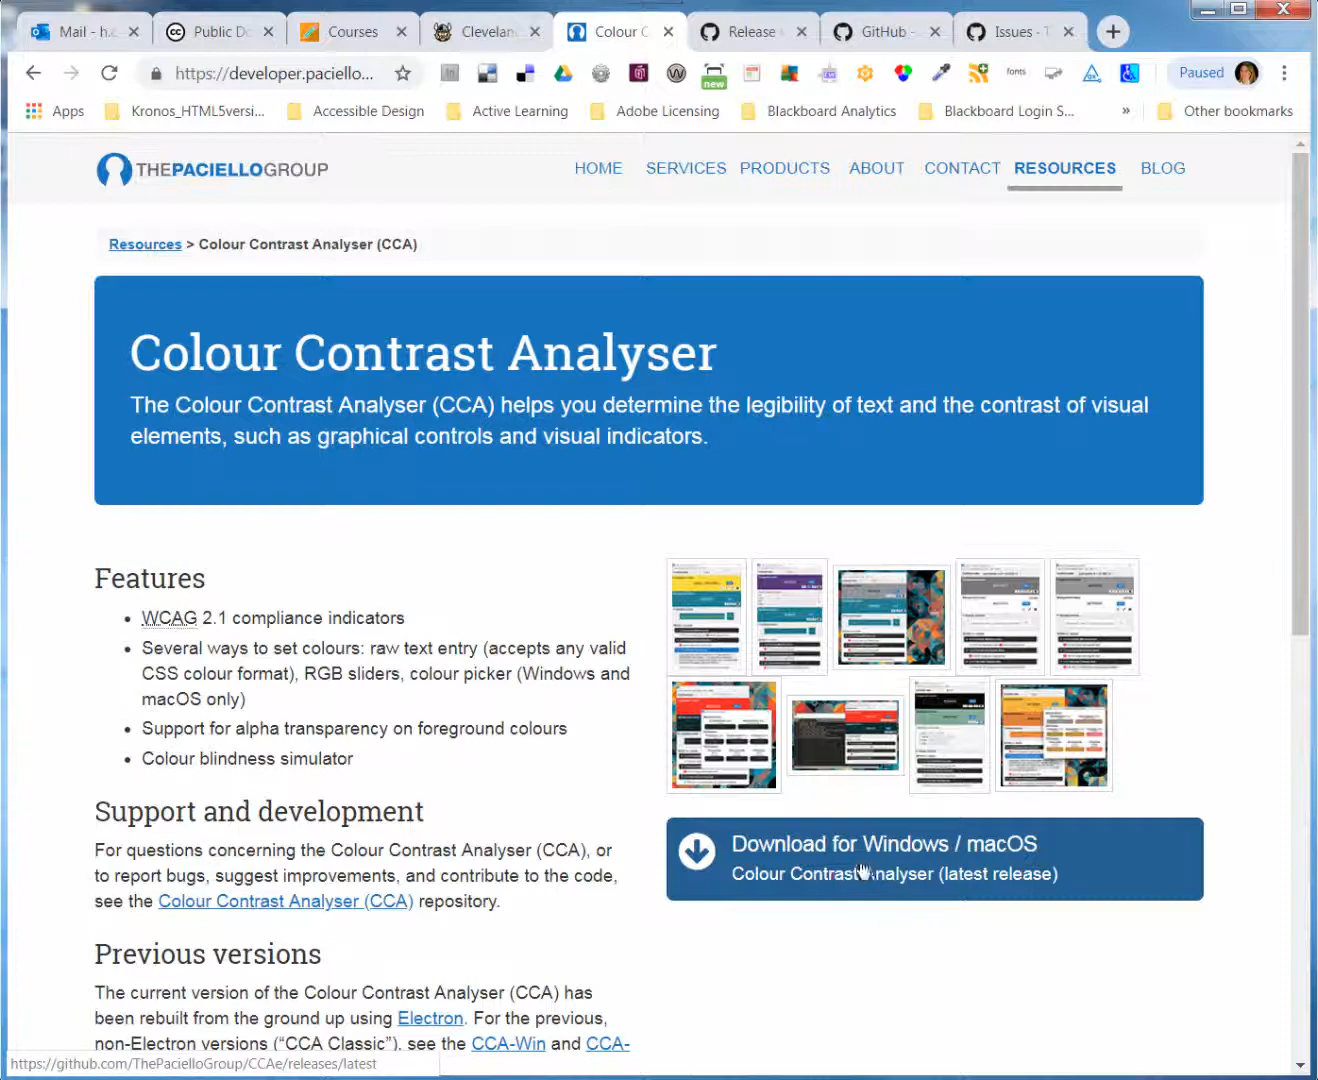 Mail - h.c
Public Do
Courses
Clevelan
Colour C
Release
GitHub -
Issues - T
https://developer.paciello...
new
fonts
Paused
Apps
Kronos_HTML5versi...
Accessible Design
Active Learning
Adobe Licensing
Blackboard Analytics
Blackboard Login S...
»
Other bookmarks
THEPACIELLOGROUP
HOME
SERVICES
PRODUCTS
ABOUT
CONTACT
RESOURCES
BLOG
Resources > Colour Contrast Analyser (CCA)
Colour Contrast Analyser
The Colour Contrast Analyser (CCA) helps you determine the legibility of text and the contrast of visual
elements, such as graphical controls and visual indicators.
Features
• WCAG 2.1 compliance indicators
• Several ways to set colours: raw text entry (accepts any valid
CSS colour format), RGB sliders, colour picker (Windows and
macOS only)
• Support for alpha transparency on foreground colours
• Colour blindness simulator
Support and development
For questions concerning the Colour Contrast Analyser (CCA), or
to report bugs, suggest improvements, and contribute to the code,
see the Colour Contrast Analyser (CCA) repository.
Previous versions
The current version of the Colour Contrast Analyser (CCA) has
been rebuilt from the ground up using Electron. For the previous,
non-Electron versions (“CCA Classic”), see the CCA-Win and CCA-
Download for Windows / macOS
Colour Contrast Analyser (latest release)
https://github.com/ThePacielloGroup/CCAe/releases/latest